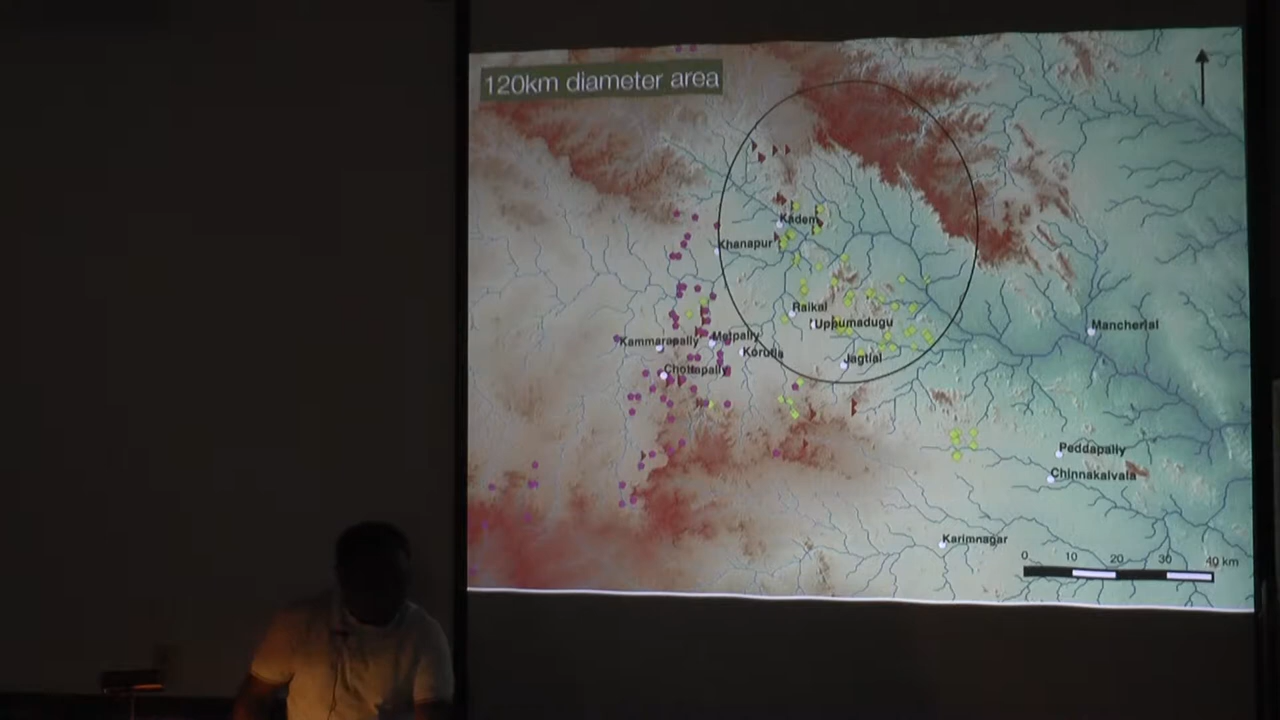 120km diameter area
Kadem
Khanapur
Raikal
Uppumadugu
Mancherial
Kammarapally
Metpally
Korutla
Jagtial
Chottapally
Peddapally
Chinnakalvala
Karimnagar
0 10 20 30 40 km